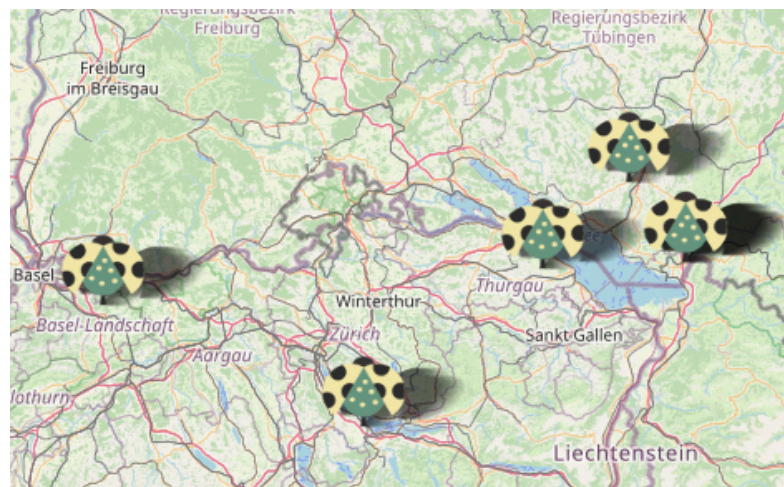 Regierungsbezirk
Freiburg
Regierungsbezirk
Tübingen
Freiburg
im Breisgau
Basel
Basel-Landschaft
Aargau
Winterthur
Zürich
Thurgau
Sankt Gallen
lothurn
Liechtenstein